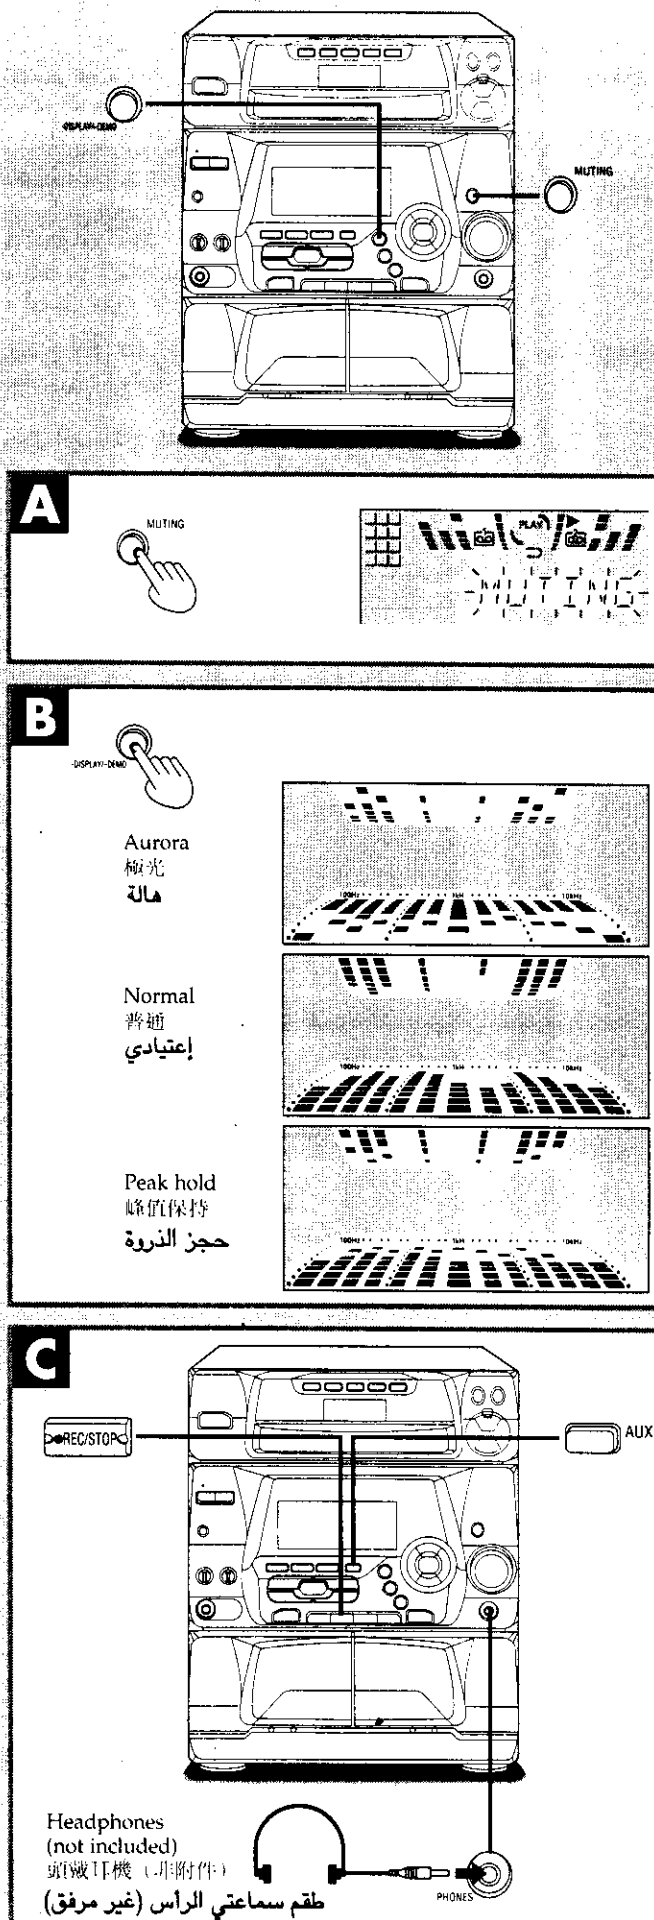 -DISPLAY/-DEMO
MUTING
A
MUTING
PLAY
MUTING
B
-DISPLAY/-DEMO
Aurora
極光
هالة
100Hz 1kHz 10kHz
Normal
普通
إعتيادي
100Hz 1kHz 10kHz
Peak hold
峰值保持
حجز الذروة
100Hz 1kHz 10kHz
C
●REC/STOP
AUX
Headphones
(not included)
頭戴耳機（非附件）
طقم سماعتي الرأس (غير مرفق)
PHONES